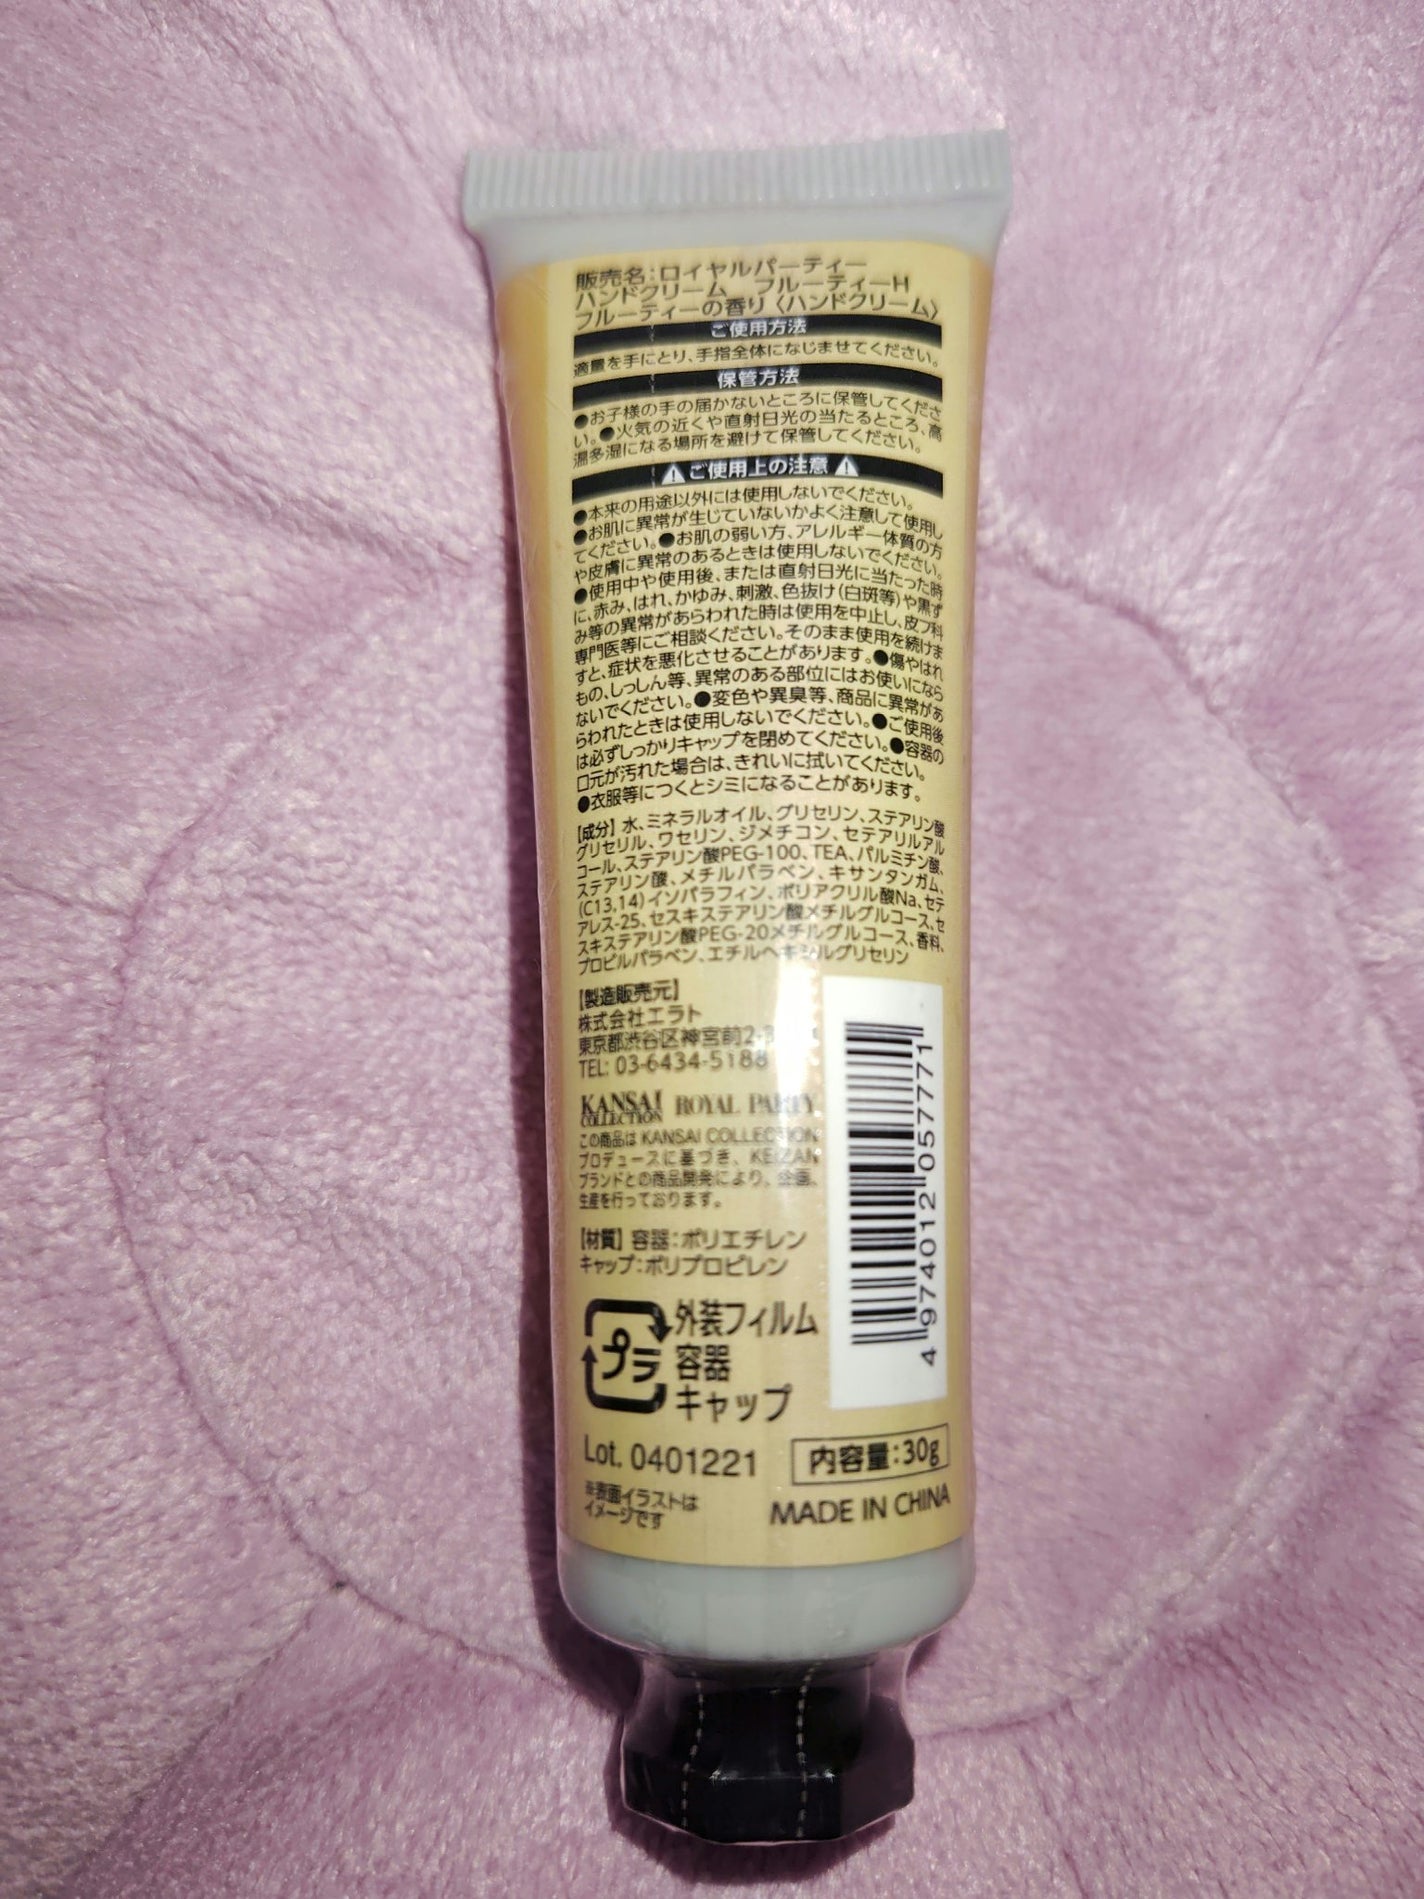 販売名:ロイヤルパーティー
ハンドクリーム フルーティーH
フルーティーの香り〈ハンドクリーム〉
ご使用方法
適量を手にとり、手指全体になじませてください。
保管方法
●お子様の手の届かないところに保管してくださ
い。●火気の近くや直射日光の当たるところ、高
温多湿になる場所を避けて保管してください。
⚠ご使用上の注意⚠
●本来の用途以外には使用しないでください。
●お肌に異常が生じていないかよく注意して使用し
てください。●お肌の弱い方、アレルギー体質の方
や皮膚に異常のあるときは使用しないでください。
●使用中や使用後、または直射日光に当たった時
に、赤み、はれ、かゆみ、刺激、色抜け(白斑等)や黒ず
み等の異常があらわれた時は使用を中止し、皮フ科
専門医等にご相談ください。そのまま使用を続けま
すと、症状を悪化させることがあります。●傷やはれ
もの、しっしん等、異常のある部位にはお使いになら
ないでください。●変色や異臭等、商品に異常があ
らわれたときは使用しないでください。●ご使用後
は必ずしっかりキャップを閉めてください。●容器の
口元が汚れた場合は、きれいに拭いてください。
●衣服等につくとシミになることがあります。
【成分】水、ミネラルオイル、グリセリン、ステアリン酸
グリセリル、ワセリン、ジメチコン、セテアリルアル
コール、ステアリン酸PEG-100、TEA、パルミチン酸、
ステアリン酸、メチルパラベン、キサンタンガム、
(C13,14)イソパラフィン、ポリアクリル酸Na、セテ
アレス-25、セスキステアリン酸メチルグルコース、セ
スキステアリン酸PEG-20メチルグルコース、香料、
プロピルパラベン、エチルヘキシルグリセリン
【製造販売元】
株式会社エラト
東京都渋谷区神宮前2-
TEL: 03-6434-5188
KANSAI COLLECTION ROYAL PARTY
この商品は KANSAI COLLECTION
プロデュースに基づき、KEIZAN
ブランドとの商品開発により、企画、
生産を行っております。
【材質】容器:ポリエチレン
キャップ:ポリプロピレン
プラ 外装フィルム
容器
キャップ
4 974012 057771
Lot. 0401221
内容量:30g
※表面イラストは
イメージです
MADE IN CHINA